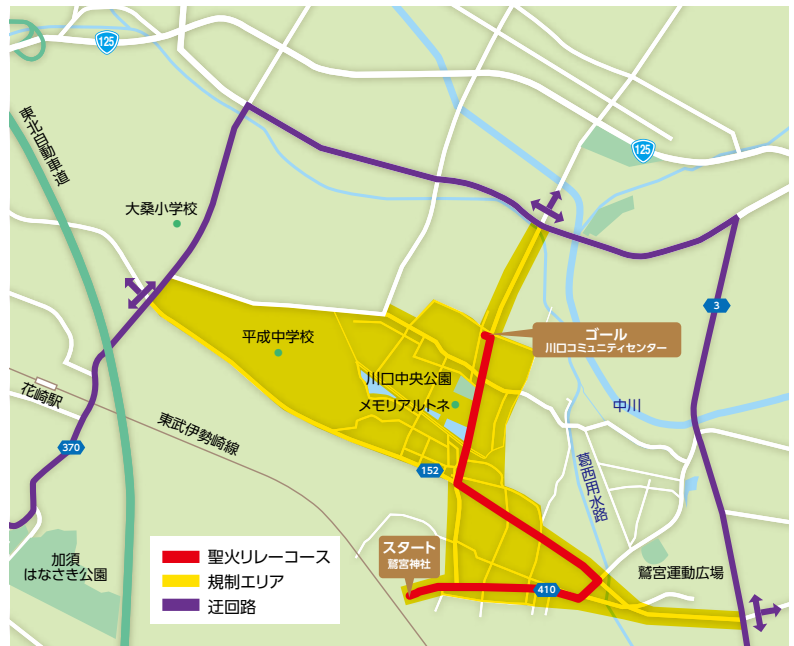 125
東北自動車道
125
大桑小学校
3
ゴール
川口コミュニティセンター
平成中学校
川口中央公園
メモリアルトネ
花崎駅
中川
東武伊勢崎線
370
152
葛西用水路
スタート
鷲宮神社
聖火リレーコース
規制エリア
迂回路
加須
はなさき公園
410
鷲宮運動広場